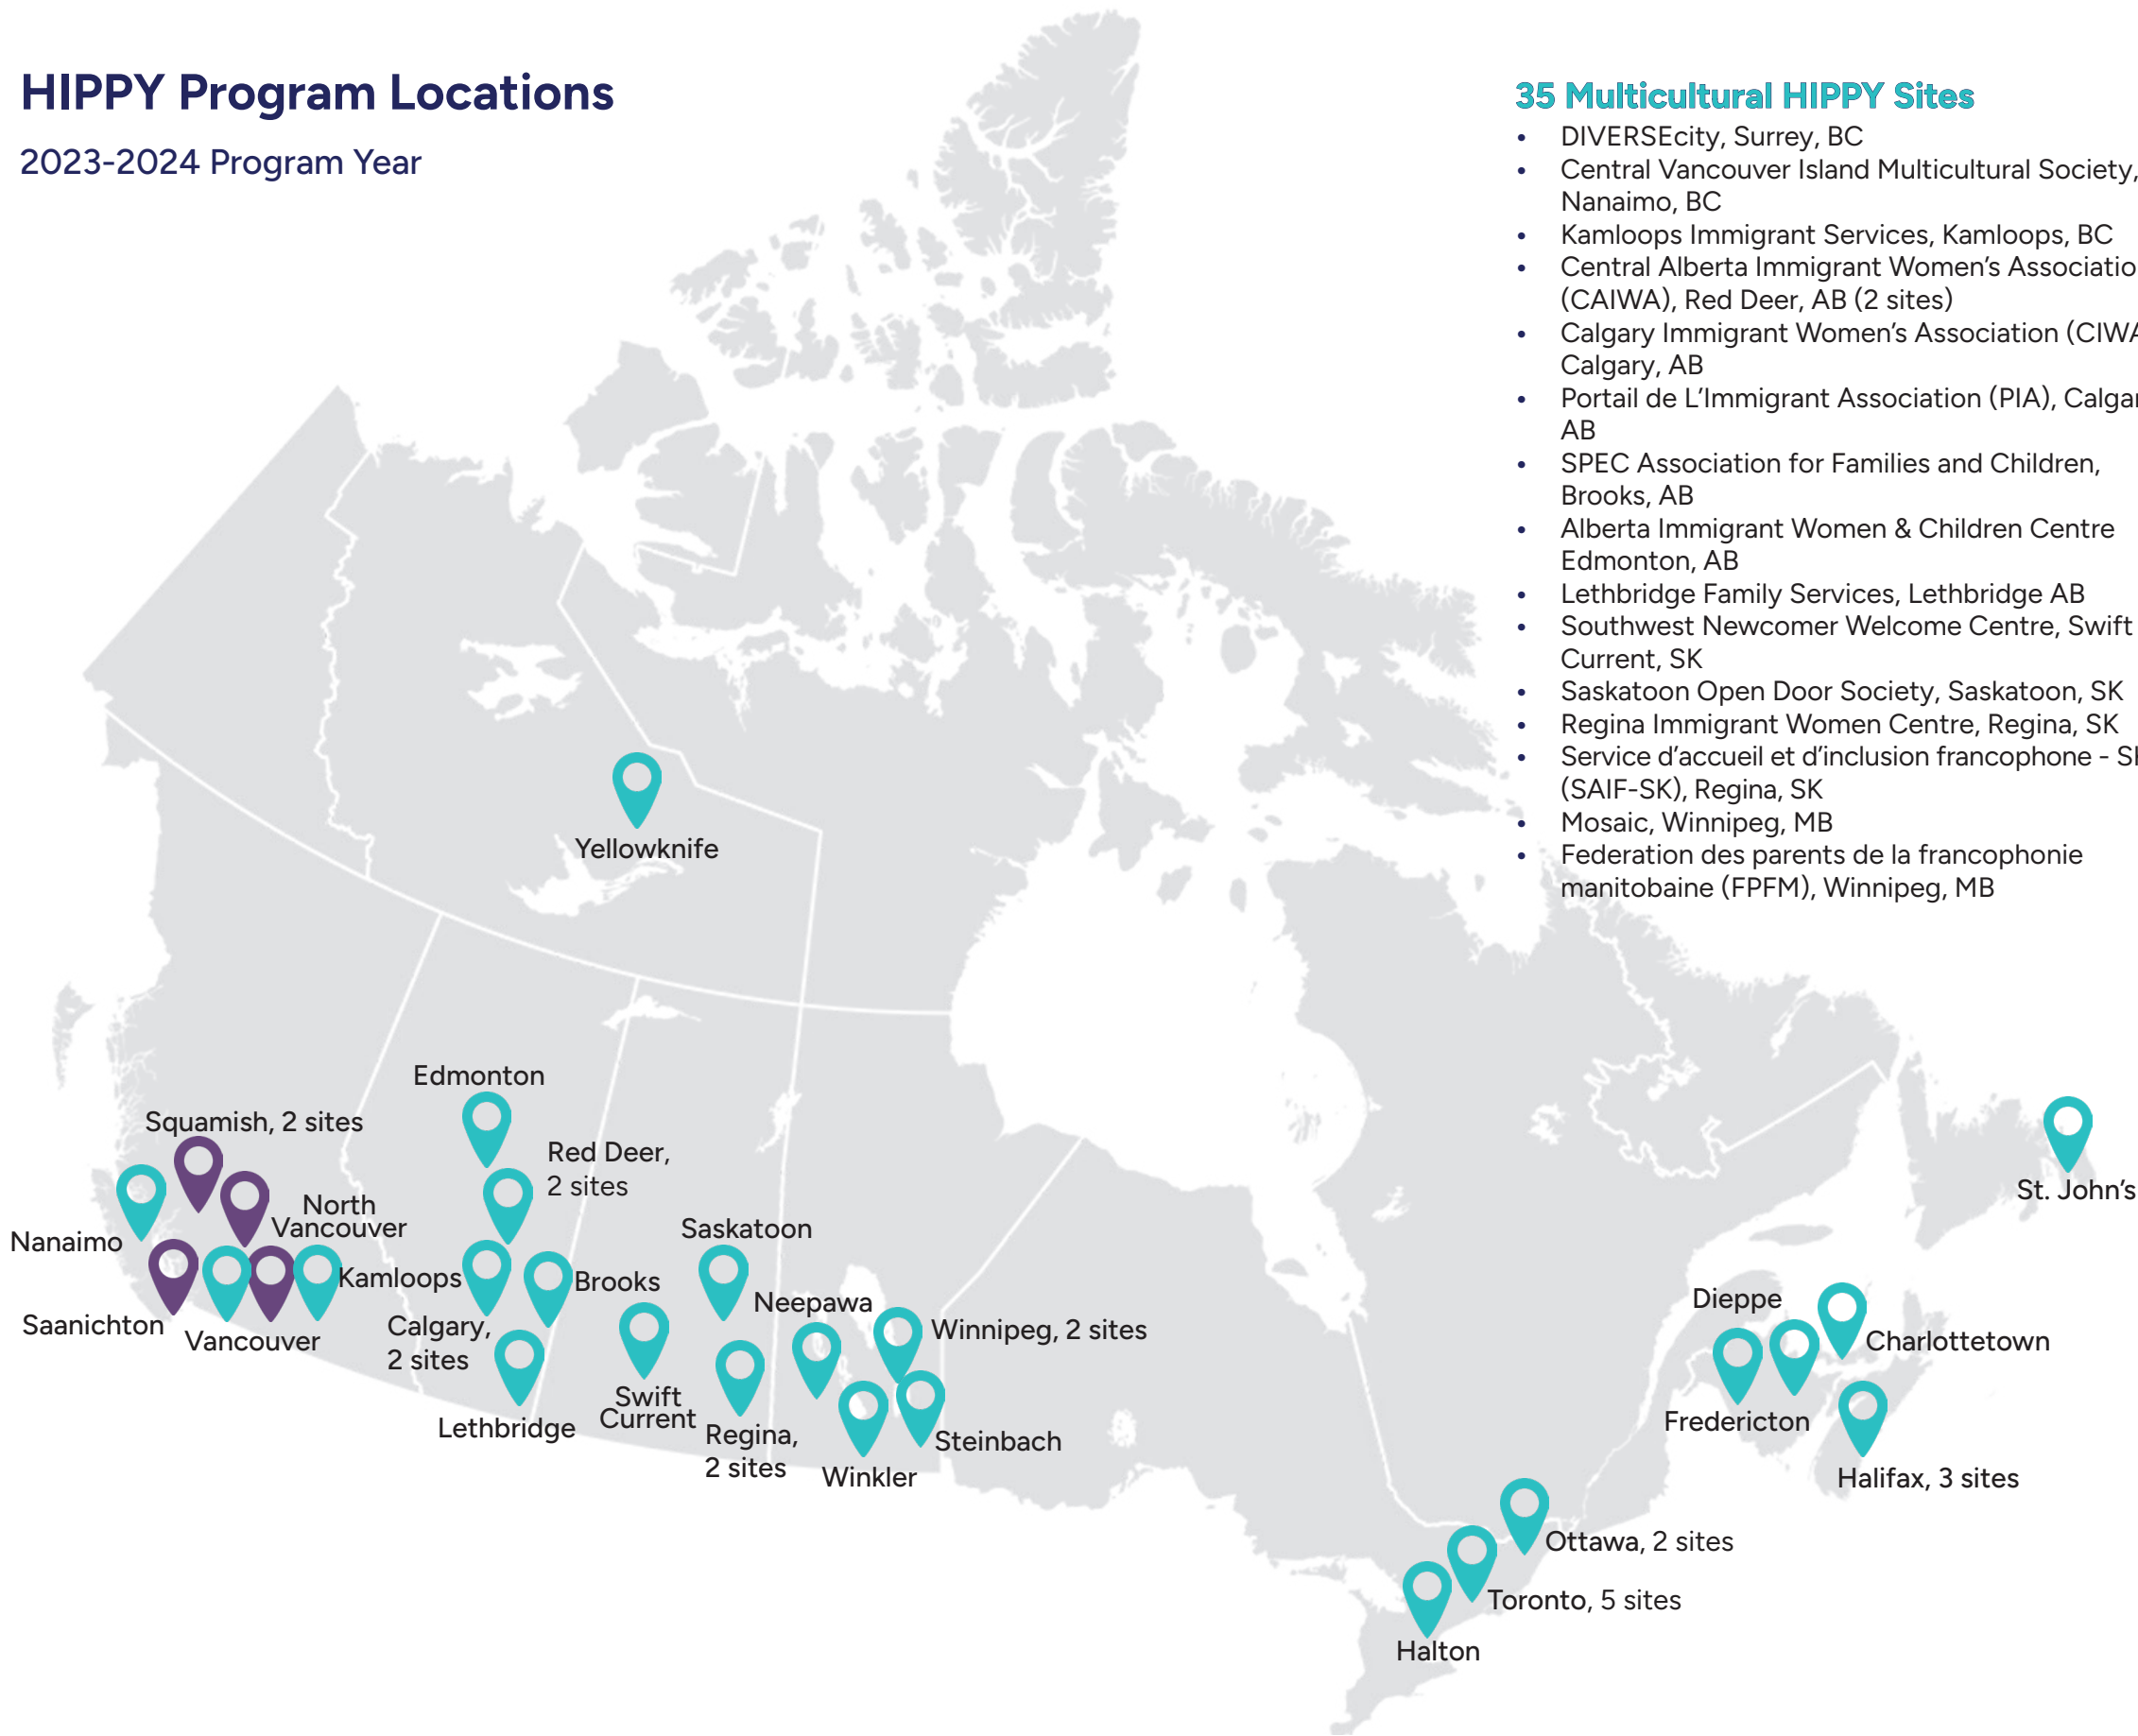 HIPPY Program Locations
2023-2024 Program Year
35 Multicultural HIPPY Sites
• DIVERSEcity, Surrey, BC
• Central Vancouver Island Multicultural Society,
Nanaimo, BC
• Kamloops Immigrant Services, Kamloops, BC
• Central Alberta Immigrant Women's Associatio
(CAIWA), Red Deer, AB (2 sites)
• Calgary Immigrant Women's Association (CIWA
Calgary, AB
• Portail de L'Immigrant Association (PIA), Calgar
AB
• SPEC Association for Families and Children,
Brooks, AB
• Alberta Immigrant Women & Children Centre
Edmonton, AB
• Lethbridge Family Services, Lethbridge AB
• Southwest Newcomer Welcome Centre, Swift
Current, SK
• Saskatoon Open Door Society, Saskatoon, SK
• Regina Immigrant Women Centre, Regina, SK
• Service d'accueil et d'inclusion francophone - SK
(SAIF-SK), Regina, SK
• Mosaic, Winnipeg, MB
• Federation des parents de la francophonie
manitobaine (FPFM), Winnipeg, MB
Yellowknife
Edmonton
Squamish, 2 sites
Red Deer,
2 sites
North
Vancouver
Nanaimo
Kamloops
Brooks
Saanichton
Vancouver
Calgary,
2 sites
Lethbridge
Saskatoon
Neepawa
Winnipeg, 2 sites
Swift
Current
Regina,
2 sites
Winkler
Steinbach
St. John's
Dieppe
Charlottetown
Fredericton
Halifax, 3 sites
Ottawa, 2 sites
Toronto, 5 sites
Halton